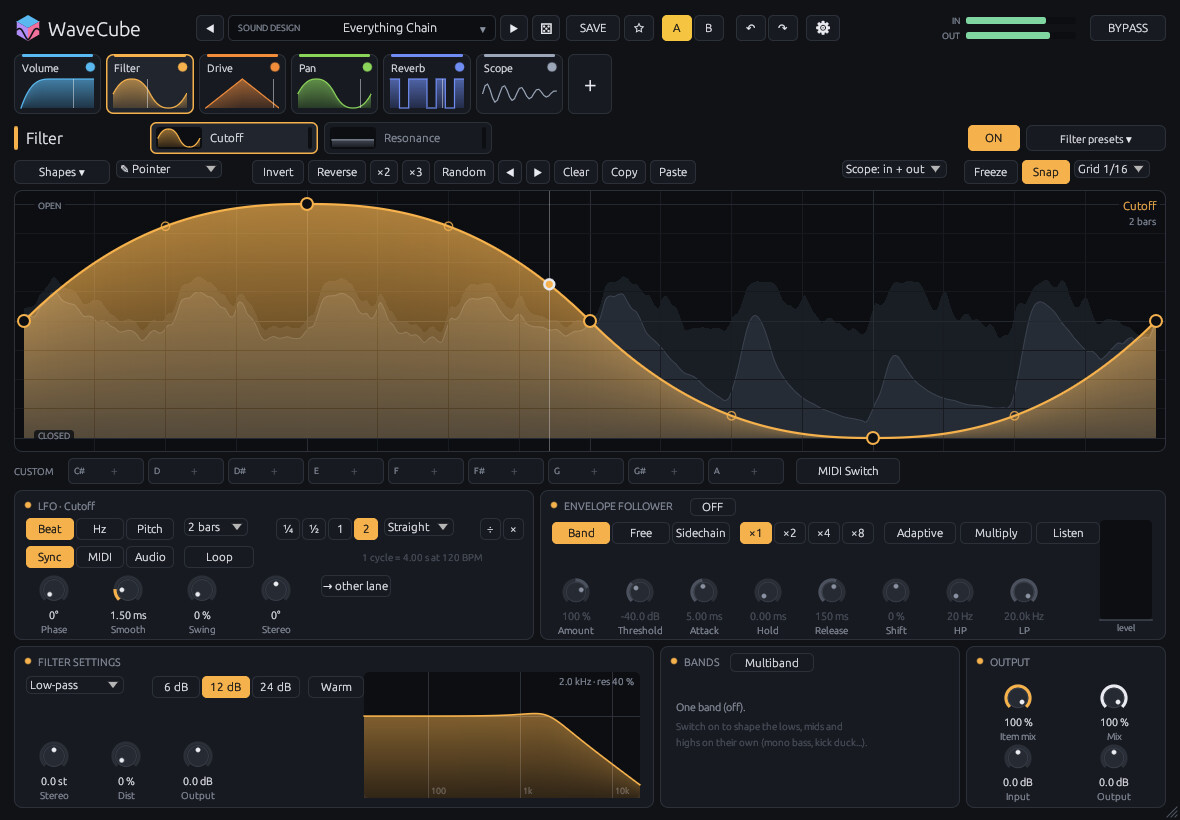 WaveCube
◀ SOUND DESIGN Everything Chain ▼ ▶ SAVE ☆ A B ↶ ↷ IN
OUT
BYPASS
Volume Filter Drive Pan Reverb Scope +
Filter Cutoff Resonance ON Filter presets ▾
Shapes ▾ ✎ Pointer ▼ Invert Reverse ×2 ×3 Random ◀ ▶ Clear Copy Paste Scope: in + out ▼ Freeze Snap Grid 1/16 ▼
OPEN Cutoff
2 bars
CLOSED
CUSTOM C# + D + D# + E + F + F# + G + G# + A + MIDI Switch
LFO · Cutoff
Beat Hz Pitch 2 bars ▼ ¼ ½ 1 2 Straight ▼ ÷ ×
Sync MIDI Audio Loop 1 cycle = 4.00 s at 120 BPM
→ other lane
0° 1.50 ms 0 % 0°
Phase Smooth Swing Stereo
ENVELOPE FOLLOWER OFF
Band Free Sidechain ×1 ×2 ×4 ×8 Adaptive Multiply Listen
100 % -40.0 dB 5.00 ms 0.00 ms 150 ms 0 % 20 Hz 20.0k Hz
Amount Threshold Attack Hold Release Shift HP LP level
FILTER SETTINGS
Low-pass ▼ 6 dB 12 dB 24 dB Warm 2.0 kHz · res 40 %
0.0 st 0 % 0.0 dB
Stereo Dist Output
100 1k 10k
BANDS Multiband
One band (off).
Switch on to shape the lows, mids and
highs on their own (mono bass, kick duck...).
OUTPUT
100 % 100 %
Item mix Mix
0.0 dB 0.0 dB
Input Output